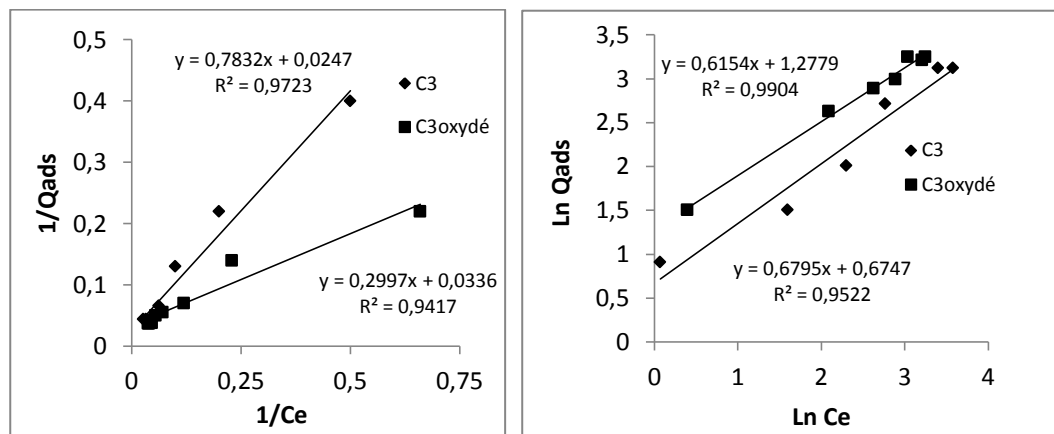 0,5
0,4
0,3
0,2
0,1
0
1/Qads
y = 0,7832x + 0,0247
R² = 0,9723
C3
C3oxydé
y = 0,2997x + 0,0336
R² = 0,9417
0
0,25
0,5
0,75
1/Ce
3,5
3
2,5
2
1,5
1
0,5
0
Ln Qads
y = 0,6154x + 1,2779
R² = 0,9904
C3
C3oxydé
y = 0,6795x + 0,6747
R² = 0,9522
0
1
2
3
4
Ln Ce